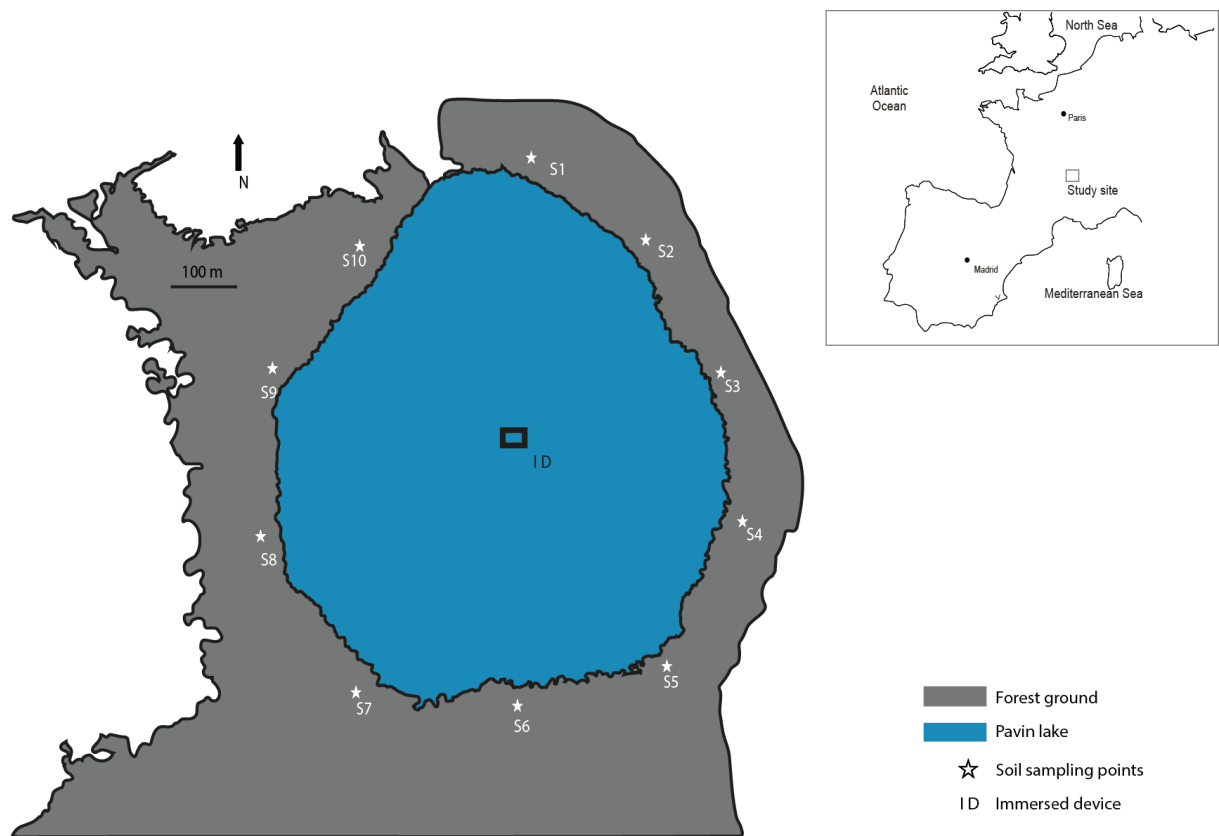 North Sea
Atlantic
Ocean
Paris
Study site
Madrid
Mediterranean Sea
N
100 m
S1
S2
S3
S4
S5
S6
S7
S8
S9
S10
I D
Forest ground
Pavin lake
Soil sampling points
I D Immersed device